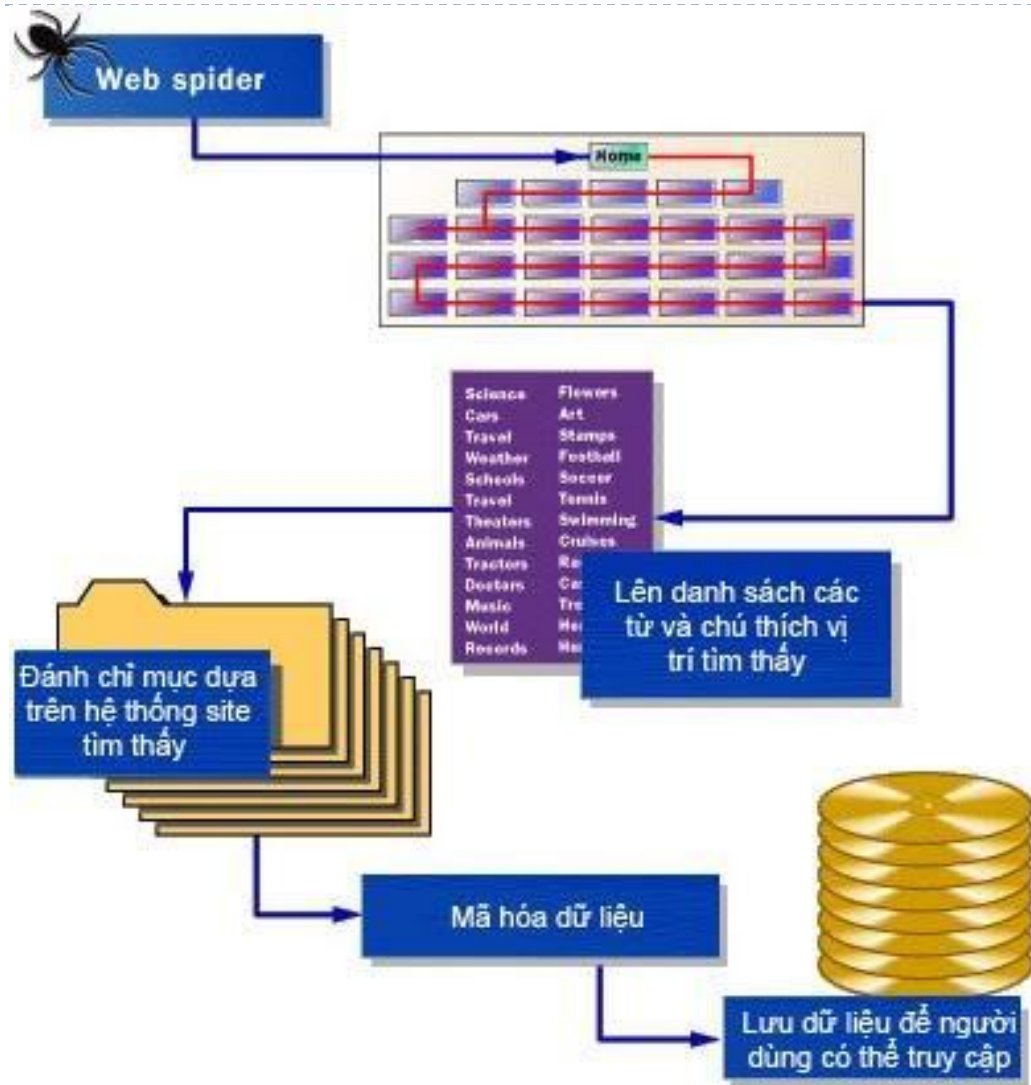 Web spider
Home
Science Flowers
Cars Art
Travel Stamps
Weather Football
Schools Soccer
Travel Tennis
Theaters Swimming
Animals Cruises
Tractors
Doctors
Music
World
Records
Lên danh sách các
từ và chú thích vị
trí tìm thấy
Đánh chỉ mục dựa
trên hệ thống site
tìm thấy
Mã hóa dữ liệu
Lưu dữ liệu để người
dùng có thể truy cập